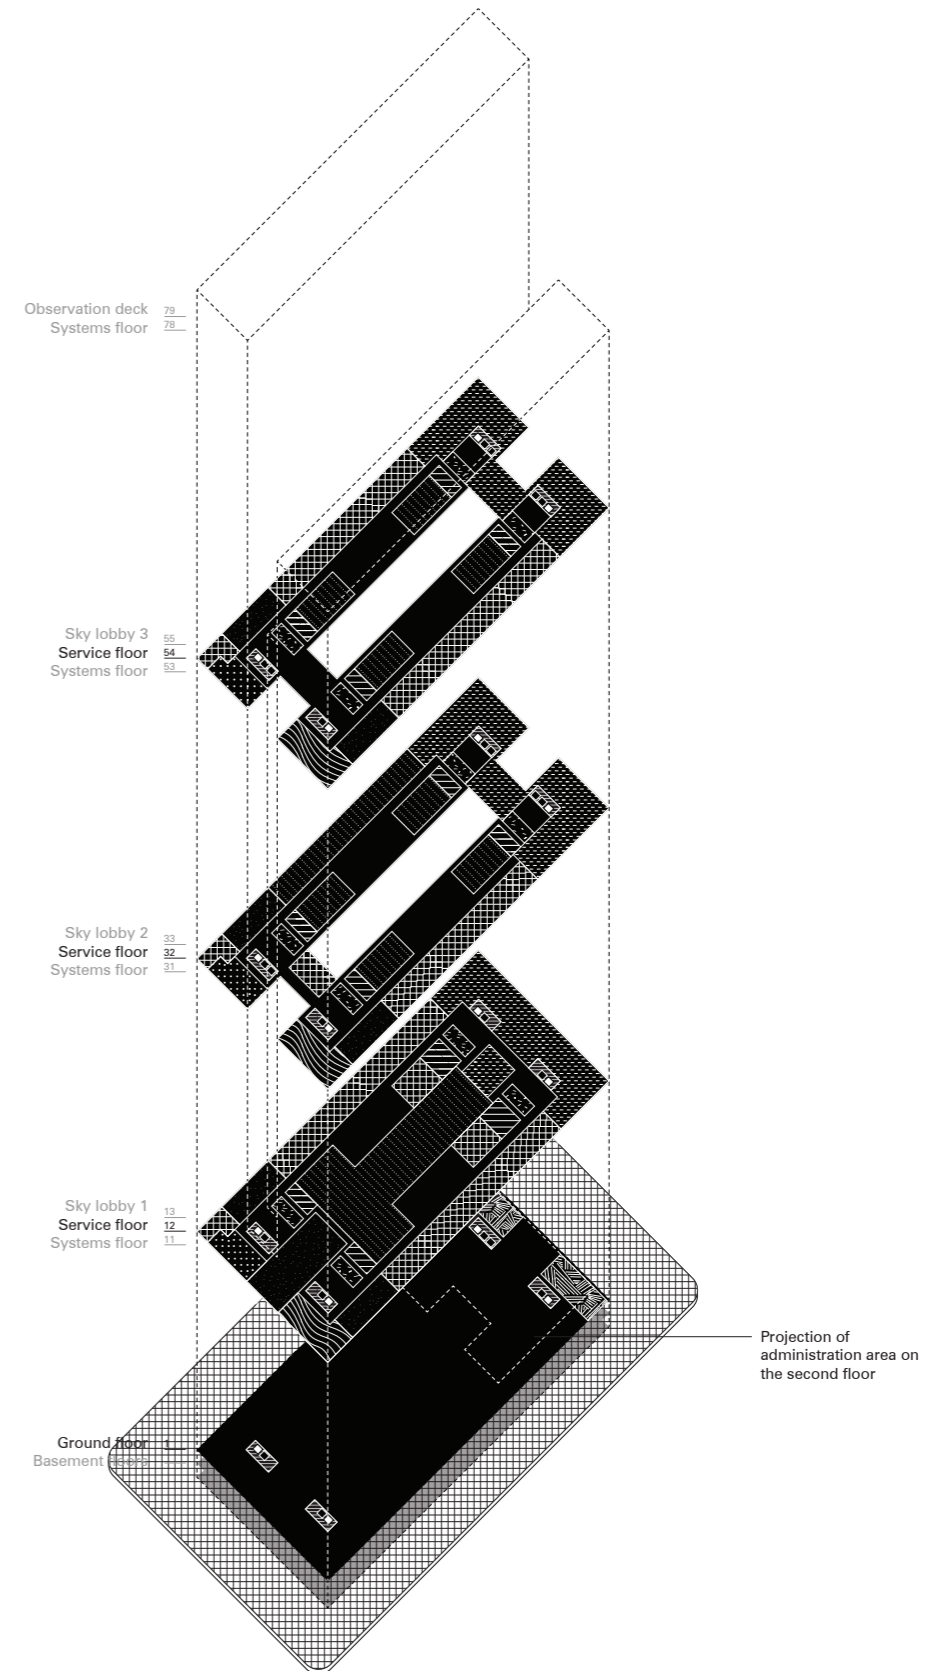 Observation deck 79
Systems floor 78
Sky lobby 3 55
Service floor 54
Systems floor 53
Sky lobby 2 33
Service floor 32
Systems floor 31
Sky lobby 1 13
Service floor 12
Systems floor 11
Projection of
administration area on
the second floor
Ground floor 1
Basement floors